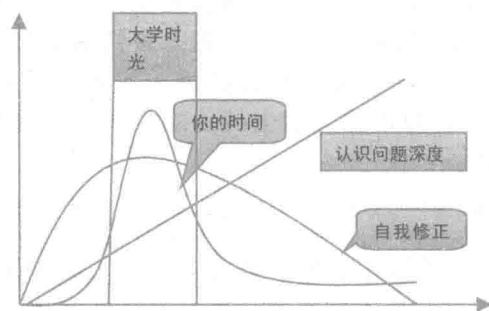 大学时
光
你的时间
认识问题深度
自我修正